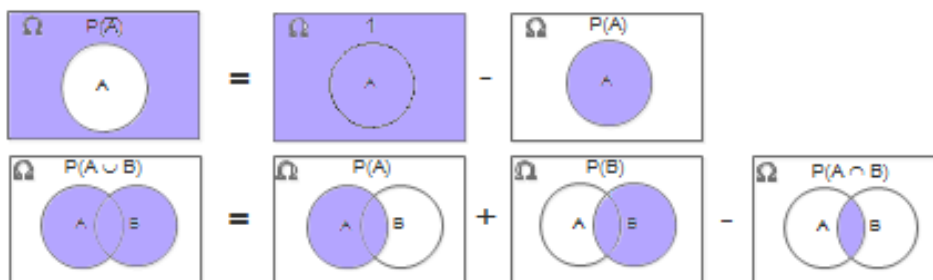 Ω P(A̅) Ω 1 Ω P(A)
A = A - A
Ω P(A ∪ B) Ω P(A) Ω P(B) Ω P(A ∩ B)
A B = A B + A B - A B